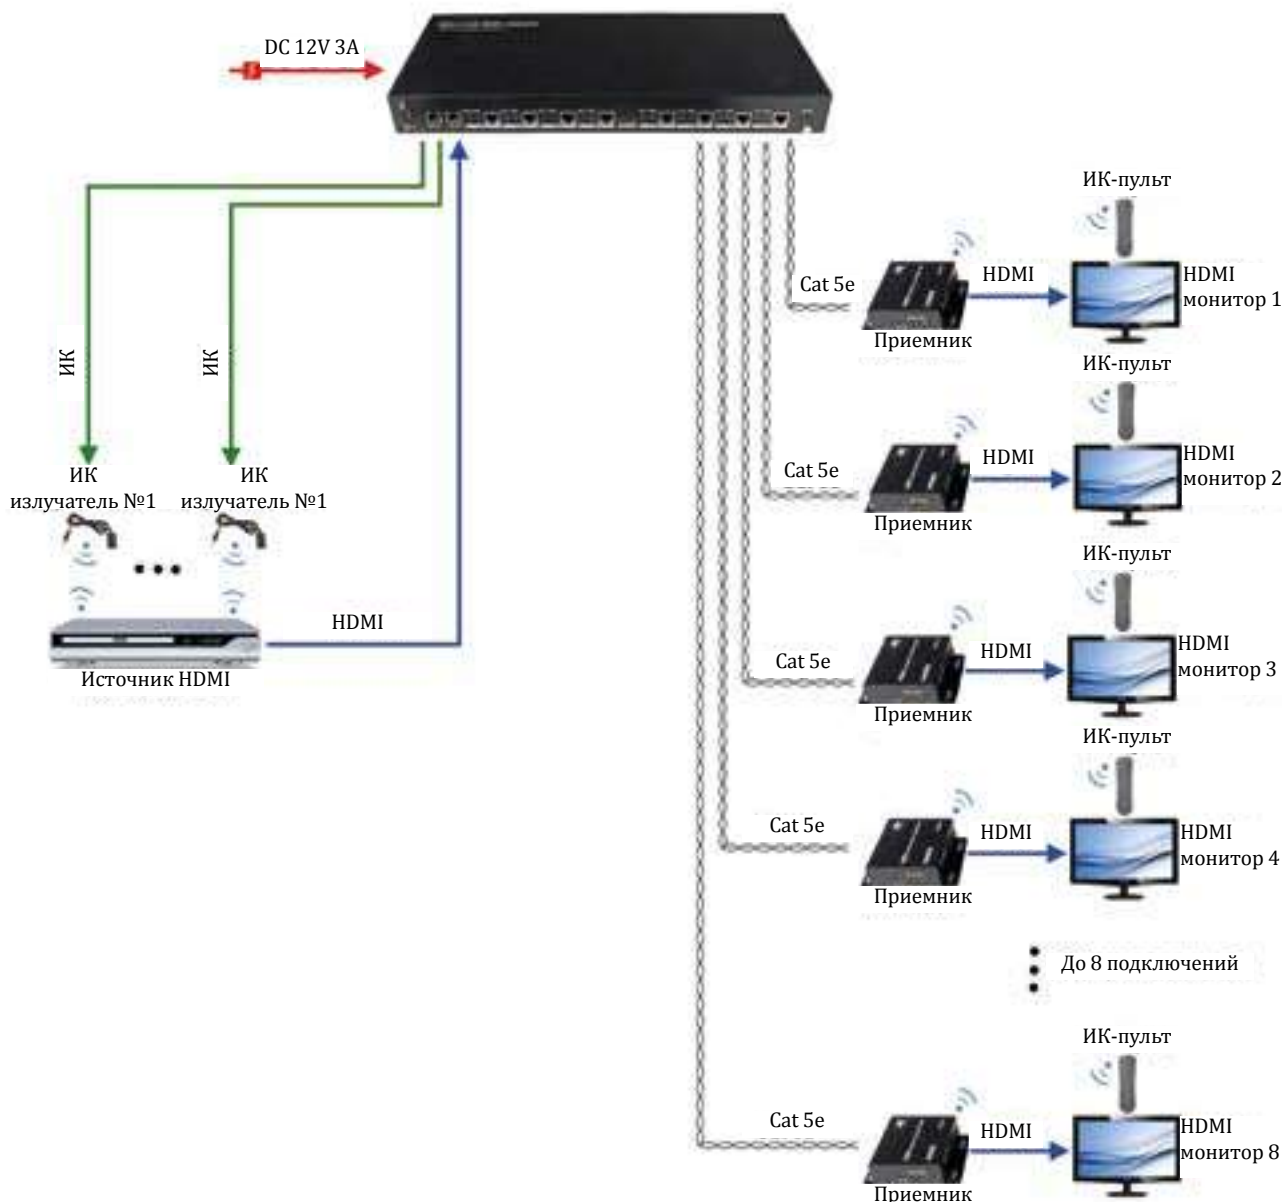 DC 12V 3A
ИК-пульт
Cat 5e
HDMI
HDMI
монитор 1
Приемник
ИК
ИК
ИК-пульт
Cat 5e
HDMI
HDMI
монитор 2
Приемник
ИК
излучатель №1
ИК
излучатель №1
ИК-пульт
HDMI
Источник HDMI
Cat 5e
HDMI
HDMI
монитор 3
Приемник
ИК-пульт
Cat 5e
HDMI
HDMI
монитор 4
Приемник
До 8 подключений
ИК-пульт
Cat 5e
HDMI
HDMI
монитор 8
Приемник